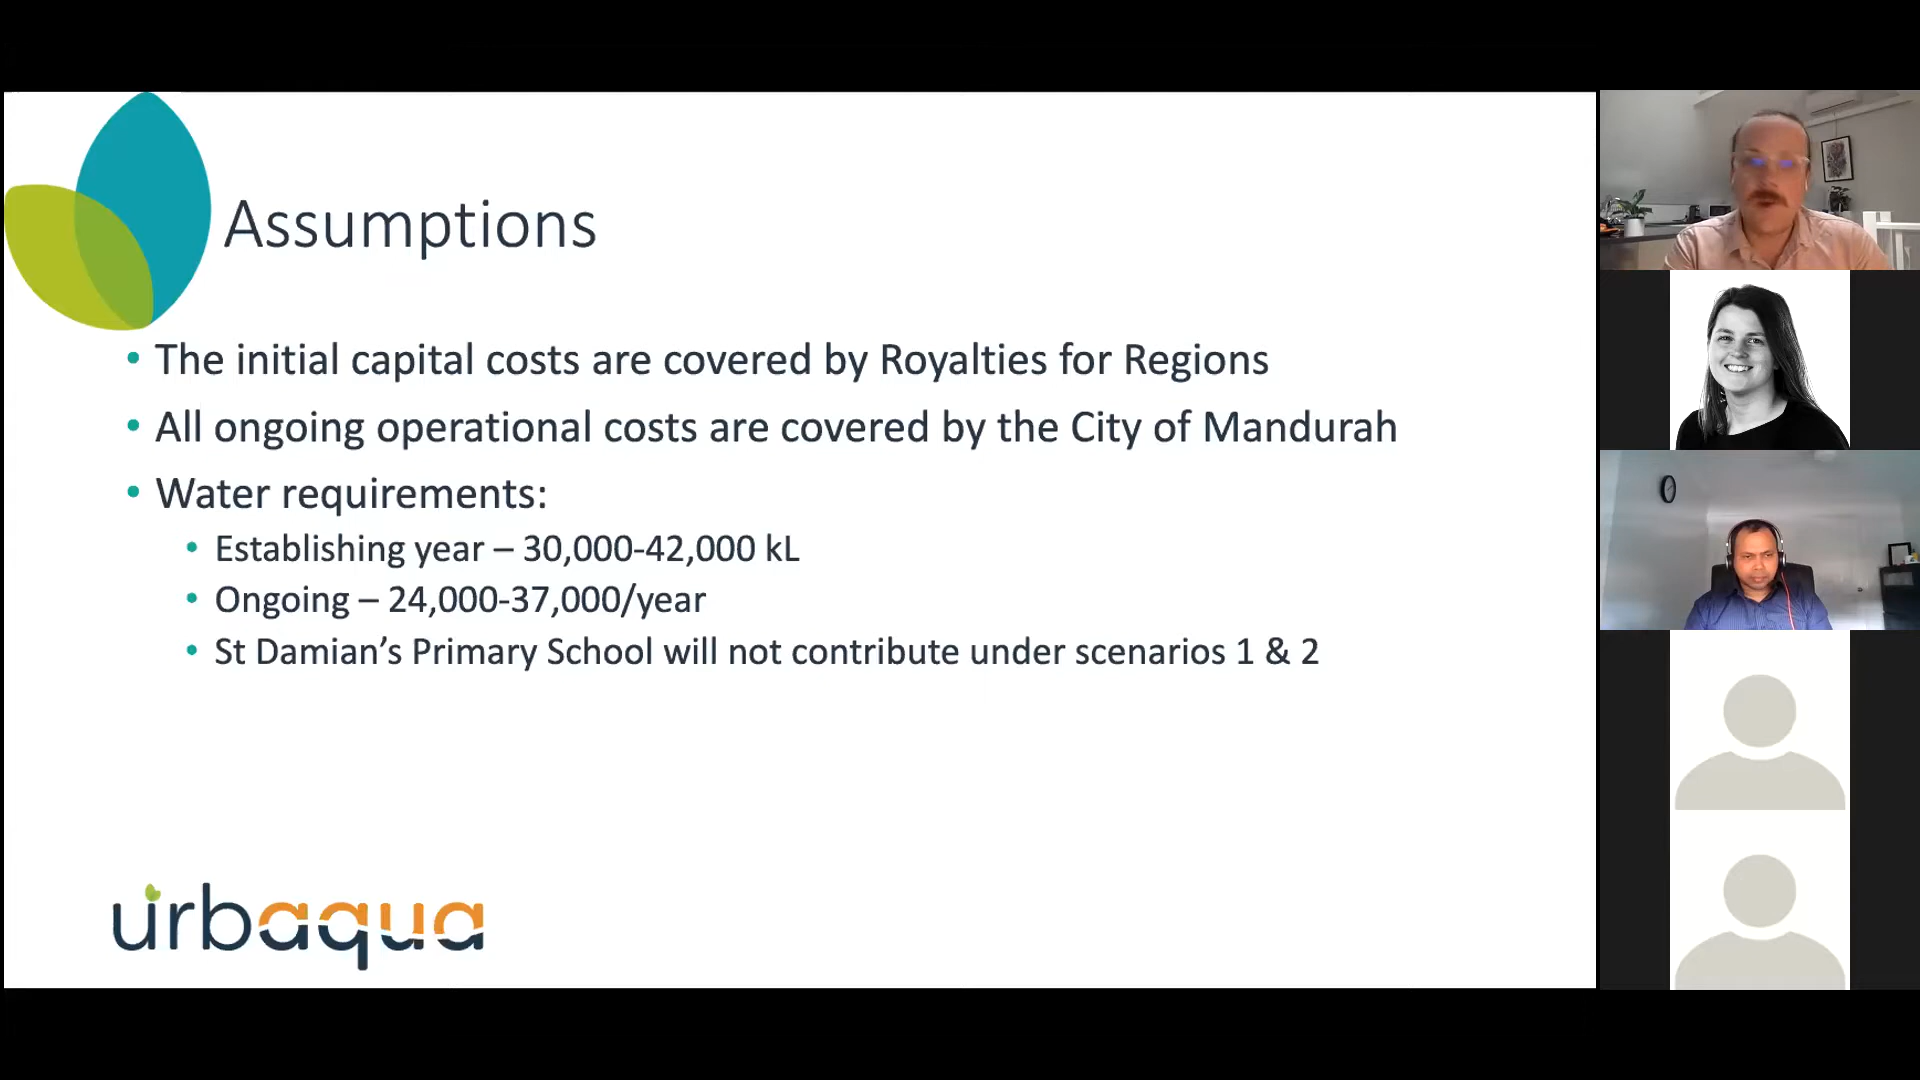 Assumptions
• The initial capital costs are covered by Royalties for Regions
• All ongoing operational costs are covered by the City of Mandurah
• Water requirements:
• Establishing year – 30,000-42,000 kL
• Ongoing – 24,000-37,000/year
• St Damian’s Primary School will not contribute under scenarios 1 & 2
urbaqua